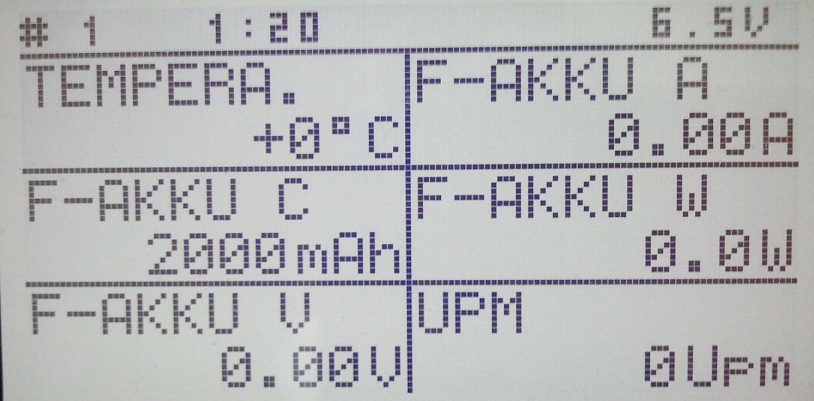 # 1 1:20 6.5V
TEMPERA.
+0°C
F-AKKU A
0.00A
F-AKKU C
2000mAh
F-AKKU W
0.0W
F-AKKU V
0.00V
UPM
0Upm